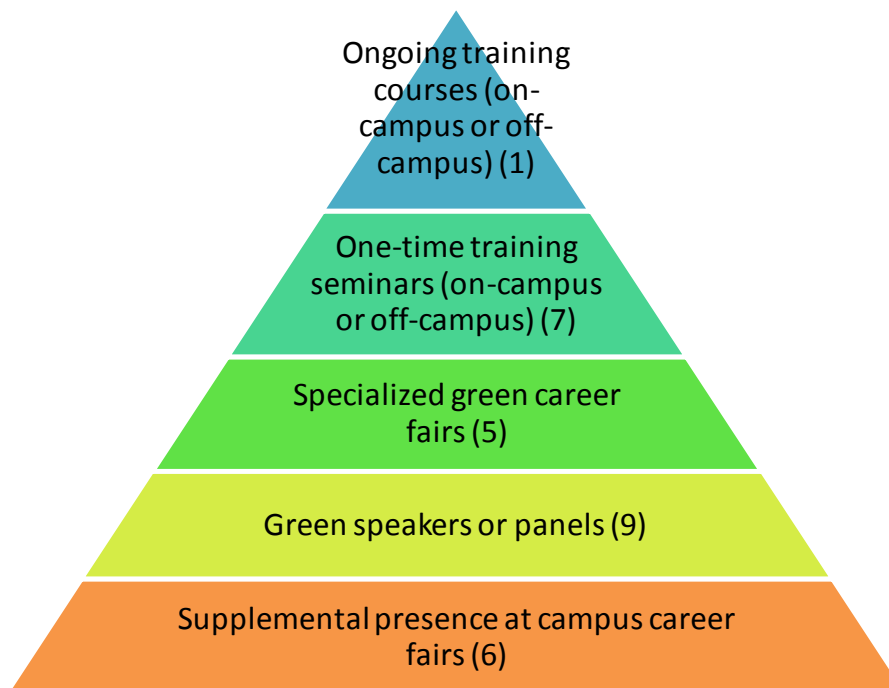 Ongoing training
courses (on-
campus or off-
campus) (1)
One-time training
seminars (on-campus
or off-campus) (7)
Specialized green career
fairs (5)
Green speakers or panels (9)
Supplemental presence at campus career
fairs (6)